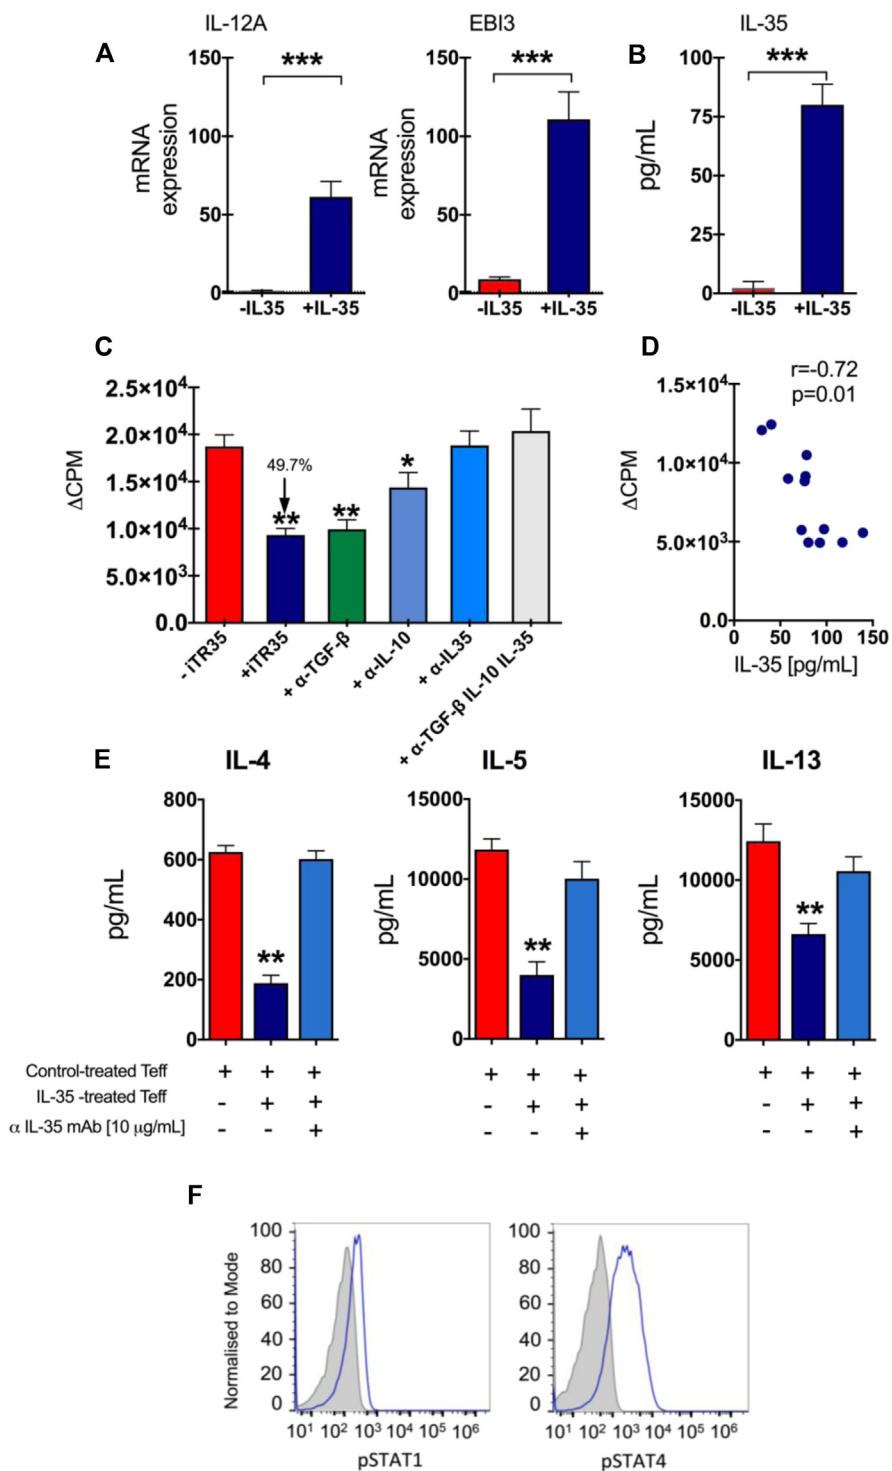 IL-12A
EBI3
IL-35
A
B
150
100
50
0
mRNA
expression
***
-IL35
+IL-35
150
100
50
0
mRNA
expression
***
-IL35
+IL-35
100
75
50
25
0
pg/mL
***
-IL35
+IL-35
C
2.5×10⁴
2.0×10⁴
1.5×10⁴
1.0×10⁴
5.0×10³
0.0
ΔCPM
49.7%
**
**
*
- iTR35
+iTR35
+ α-TGF-β
+ α-IL-10
+ α-IL35
+ α-TGF-β IL-10 IL-35
D
r=-0.72
p=0.01
1.5×10⁴
1.0×10⁴
5.0×10³
0.0
ΔCPM
0 50 100 150
IL-35 [pg/mL]
E
IL-4
IL-5
IL-13
800
600
400
200
0
pg/mL
**
15000
10000
5000
0
pg/mL
**
15000
10000
5000
0
pg/mL
**
Control-treated Teff + + + + + + + + +
IL-35 -treated Teff - + + - + + - + +
α IL-35 mAb [10 µg/mL] - - + - - + - - +
F
100
80
60
40
20
0
Normalised to Mode
10¹ 10² 10³ 10⁴ 10⁵ 10⁶
pSTAT1
100
80
60
40
20
0
10¹ 10² 10³ 10⁴ 10⁵ 10⁶
pSTAT4